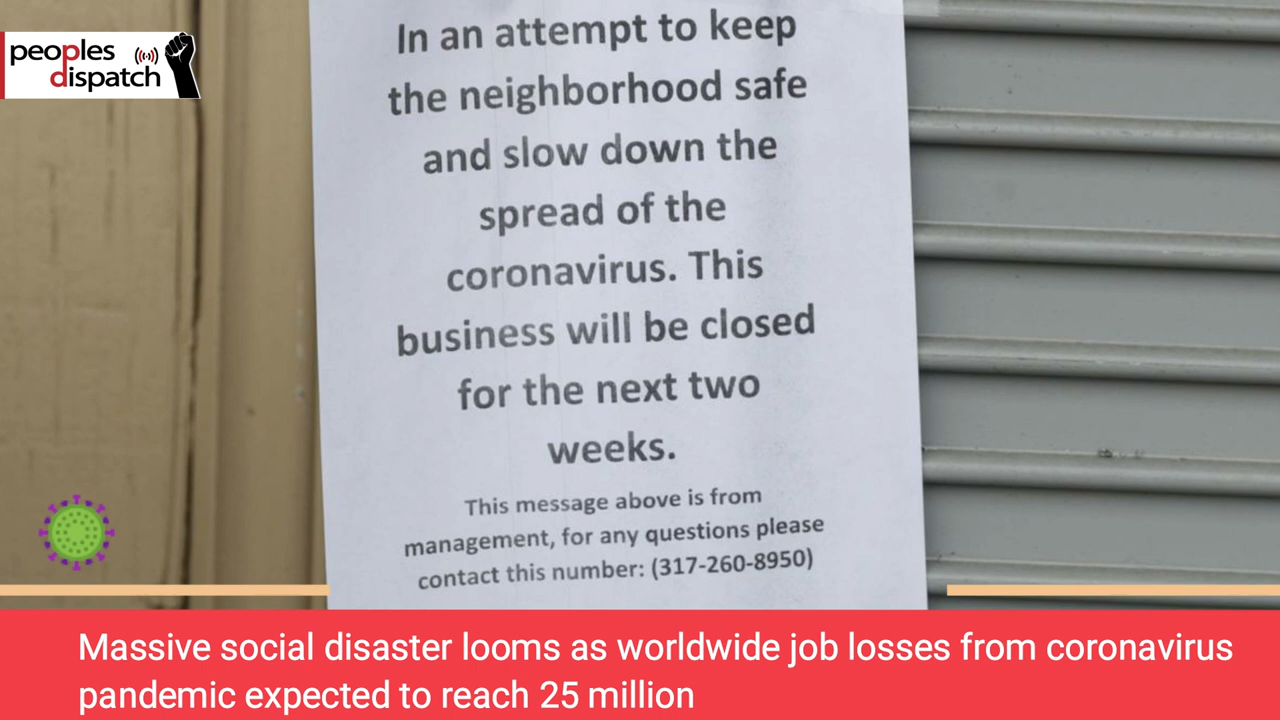 peoples
dispatch
In an attempt to keep
the neighborhood safe
and slow down the
spread of the
coronavirus. This
business will be closed
for the next two
weeks.
This message above is from
management, for any questions please
contact this number: (317-260-8950)
Massive social disaster looms as worldwide job losses from coronavirus
pandemic expected to reach 25 million